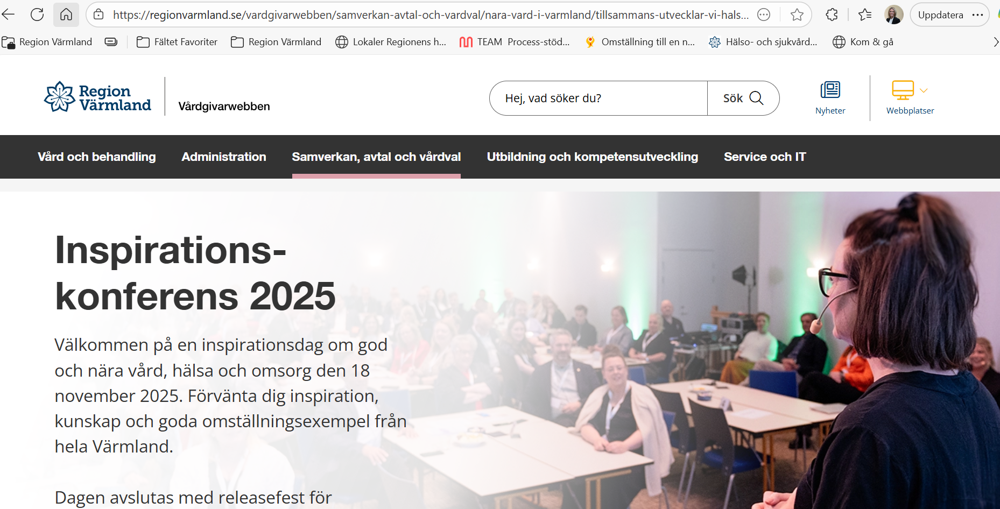 https://regionvarmland.se/vardgivarwebben/samverkan-avtal-och-vardval/nara-vard-i-varmland/tillsammans-utvecklar-vi-hals...
Uppdatera
Region Värmland
Fältet Favoriter
Region Värmland
Lokaler Regionens h...
TEAM Process-stöd...
Omställning till en n...
Hälso- och sjukvård...
Kom & gå
Region
Värmland
Vårdgivarwebben
Hej, vad söker du?
Sök
Nyheter
Webbplatser
Vård och behandling
Administration
Samverkan, avtal och vårdval
Utbildning och kompetensutveckling
Service och IT
Inspirations-
konferens 2025
Välkommen på en inspirationsdag om god
och nära vård, hälsa och omsorg den 18
november 2025. Förvänta dig inspiration,
kunskap och goda omställningsexempel från
hela Värmland.
Dagen avslutas med releasefest för